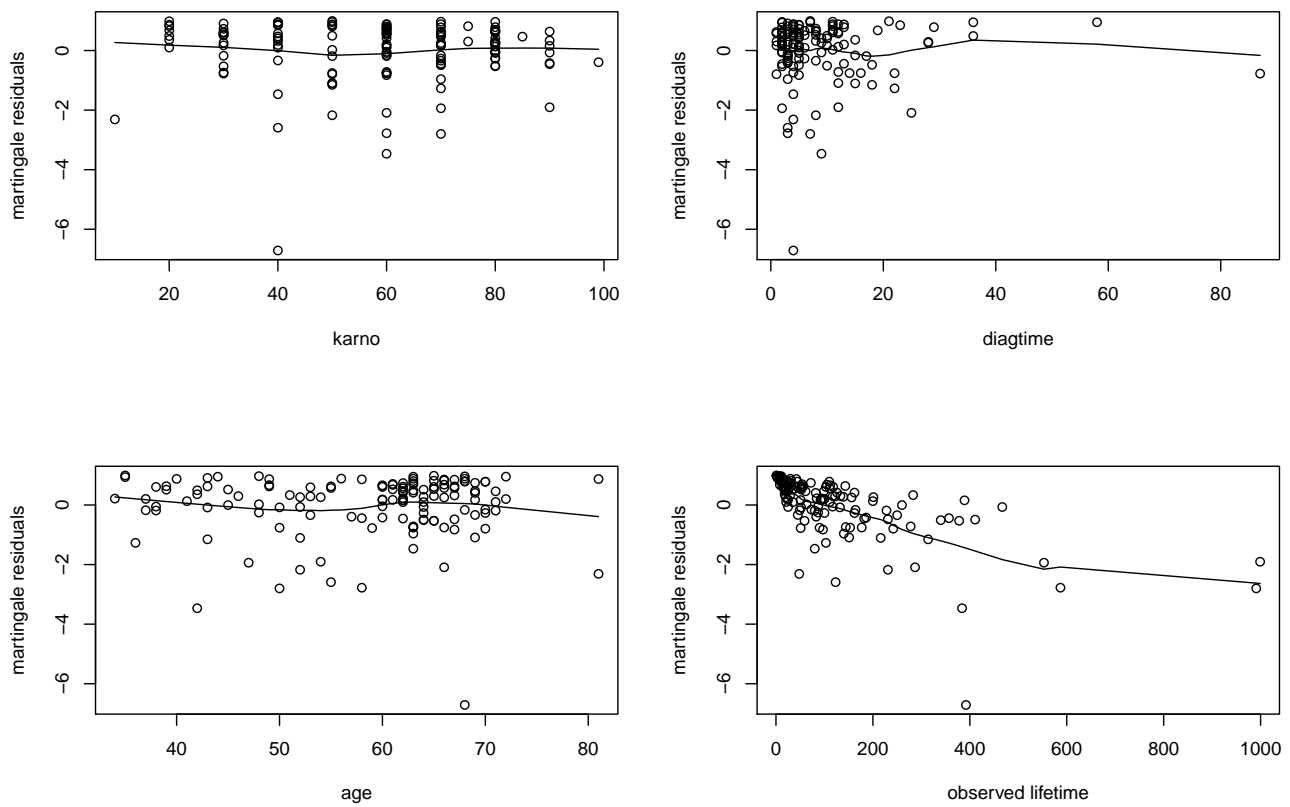 martingale residuals
0
−2
−4
−6
20 40 60 80 100
karno
martingale residuals
0
−2
−4
−6
0 20 40 60 80
diagtime
martingale residuals
0
−2
−4
−6
40 50 60 70 80
age
martingale residuals
0
−2
−4
−6
0 200 400 600 800 1000
observed lifetime